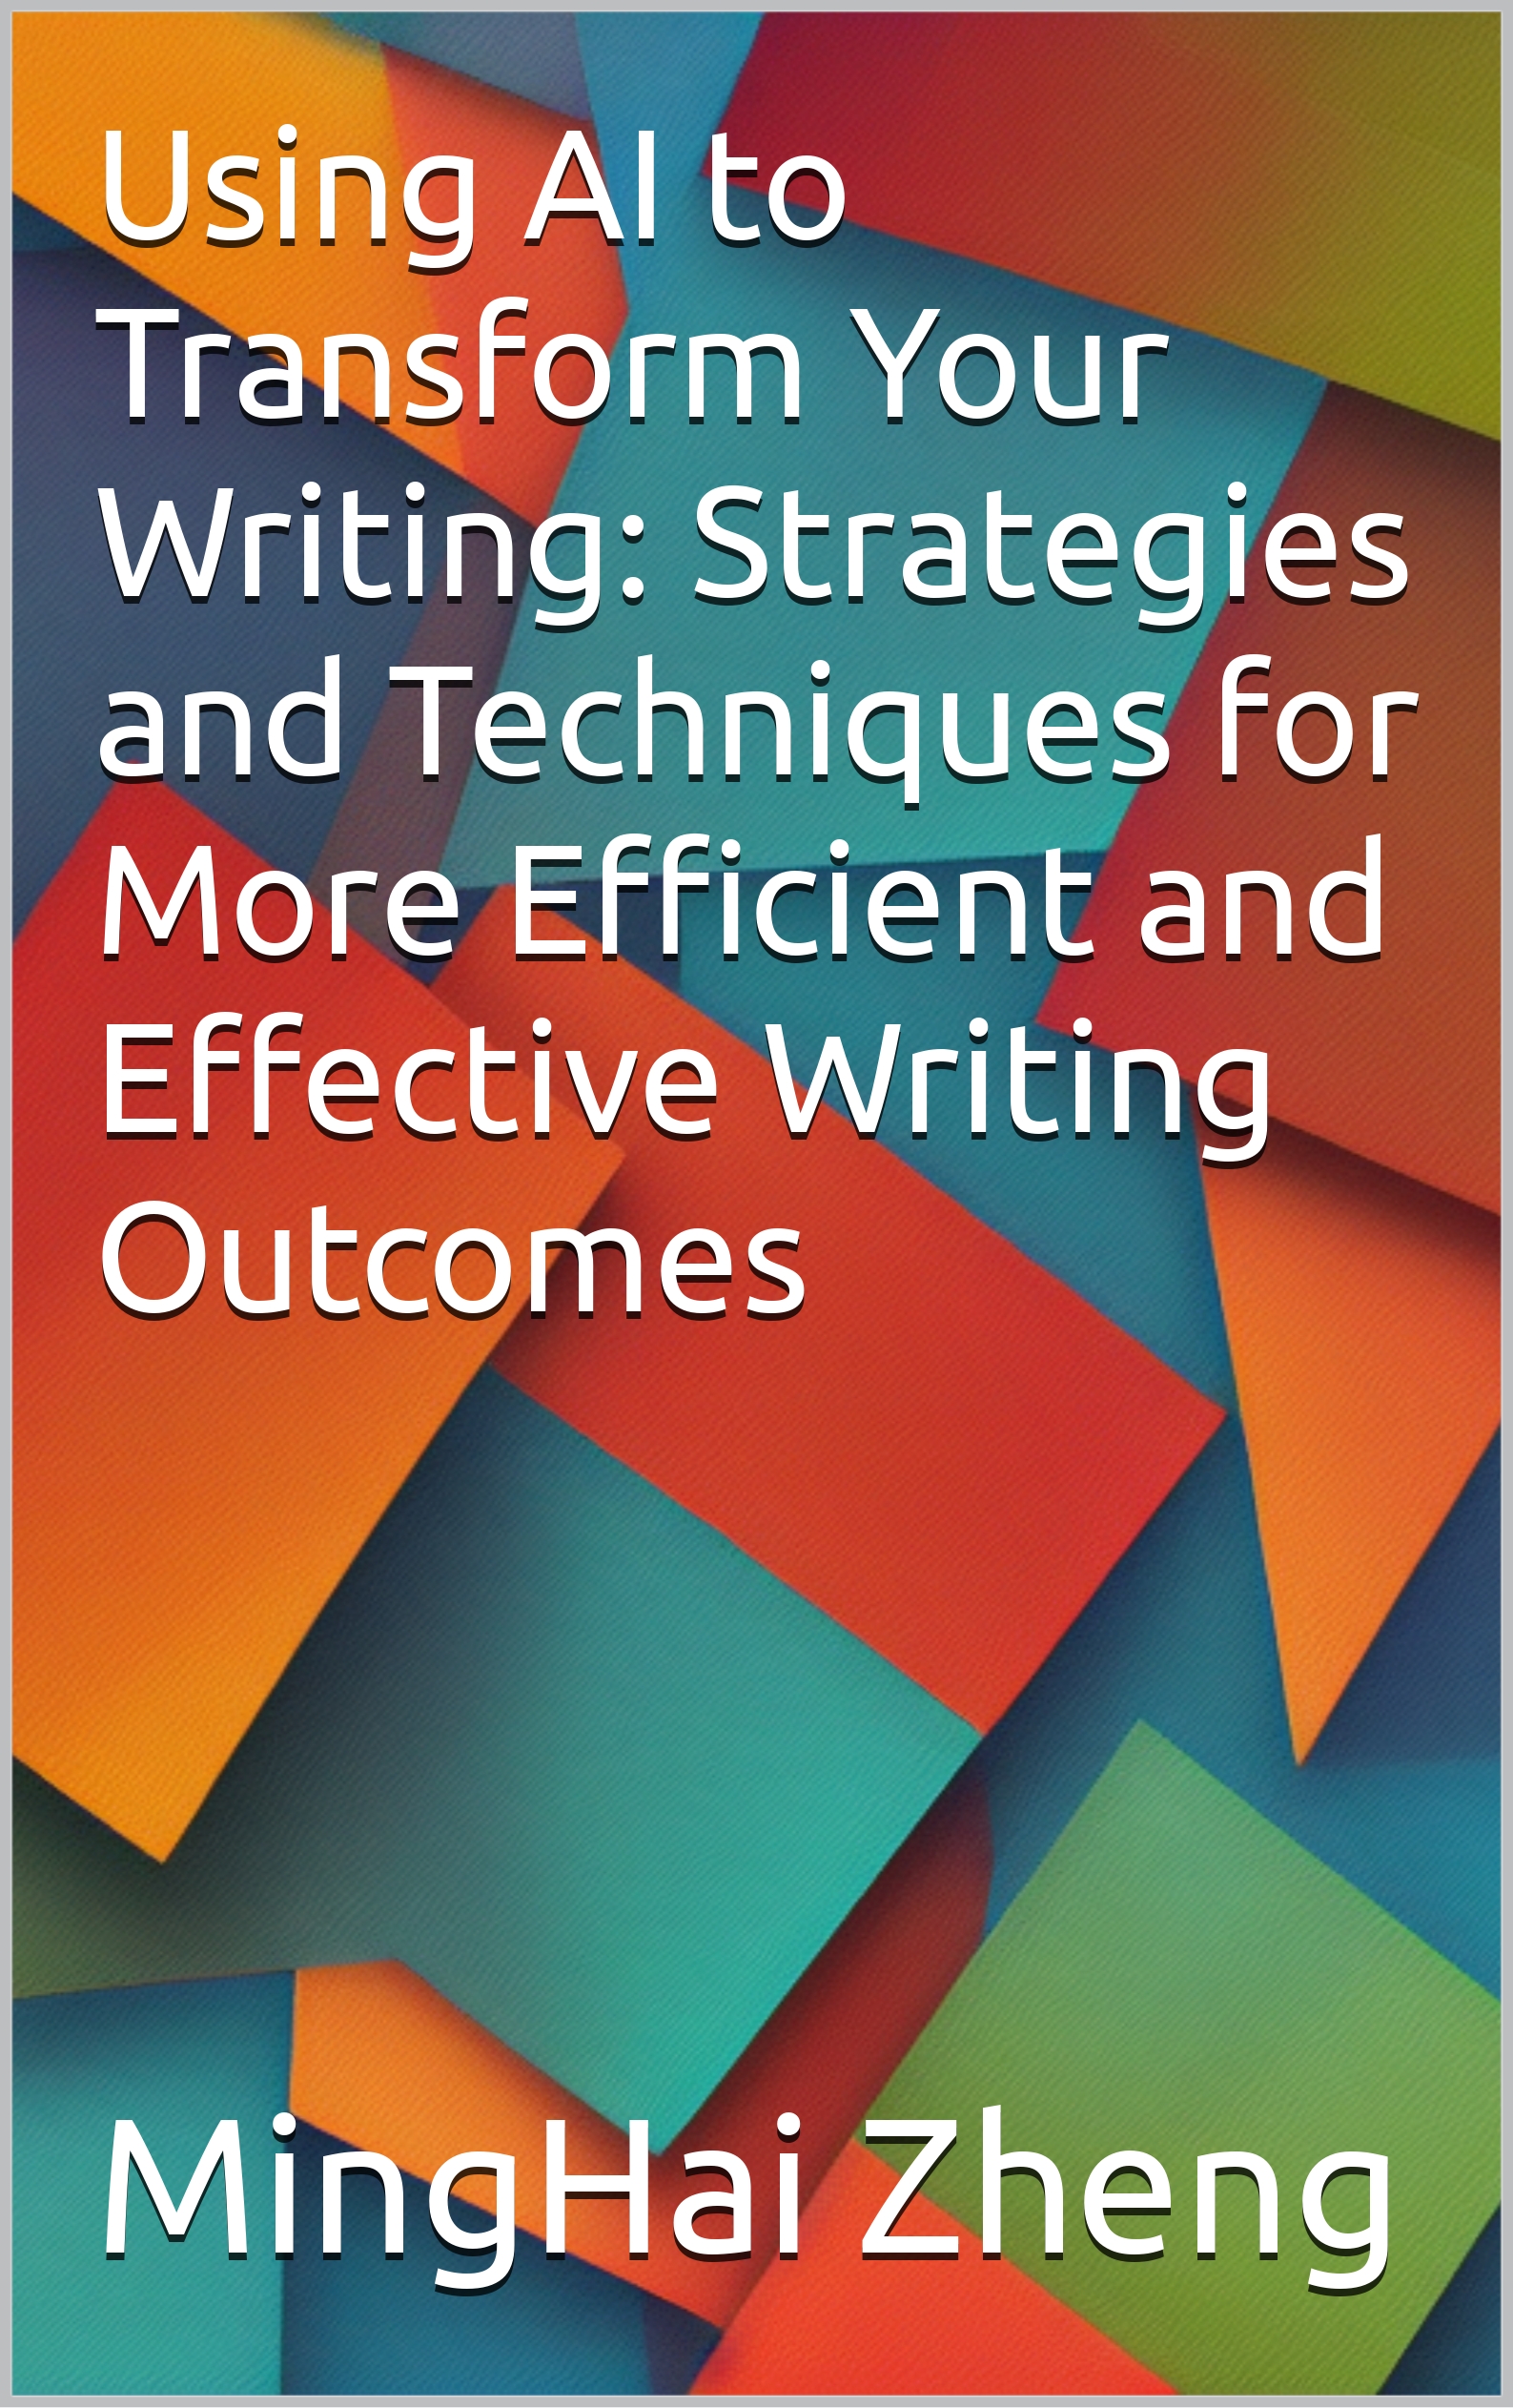 Using AI to
Transform Your
Writing: Strategies
and Techniques for
More Efficient and
Effective Writing
Outcomes
MingHai Zheng